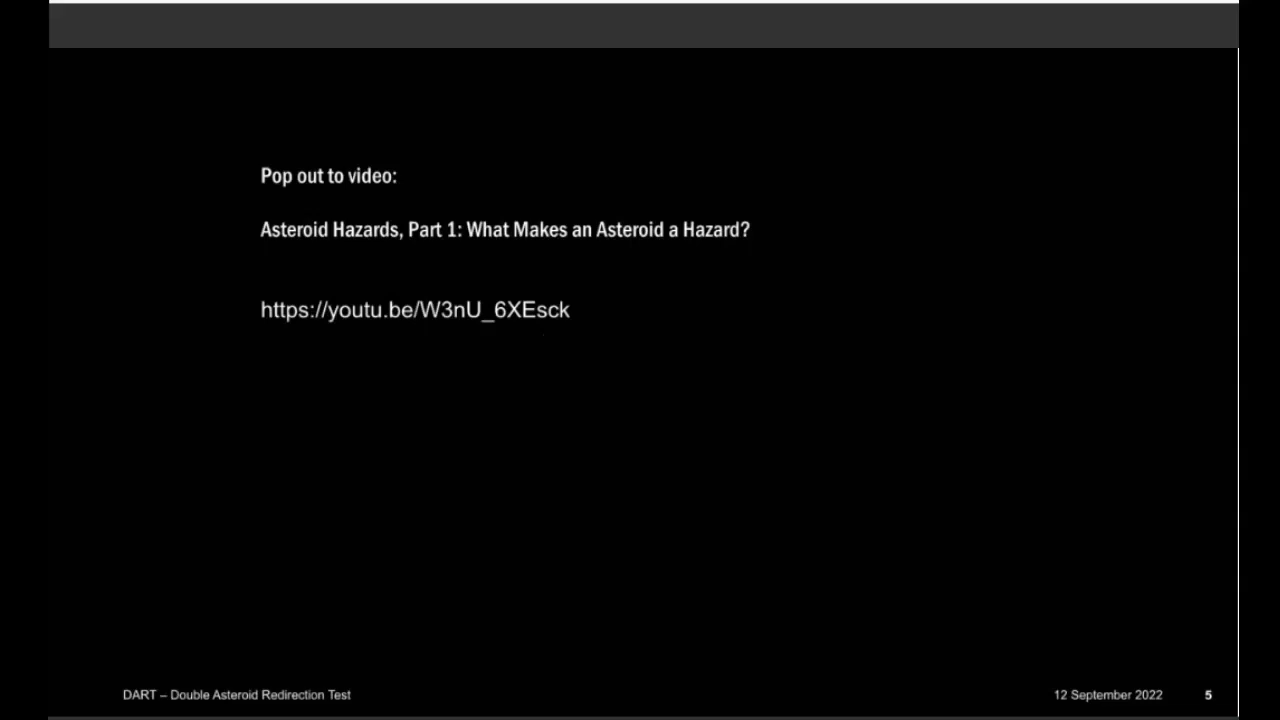 Pop out to video:
Asteroid Hazards, Part 1: What Makes an Asteroid a Hazard?
https://youtu.be/W3nU_6XEsck
DART – Double Asteroid Redirection Test
12 September 2022
5